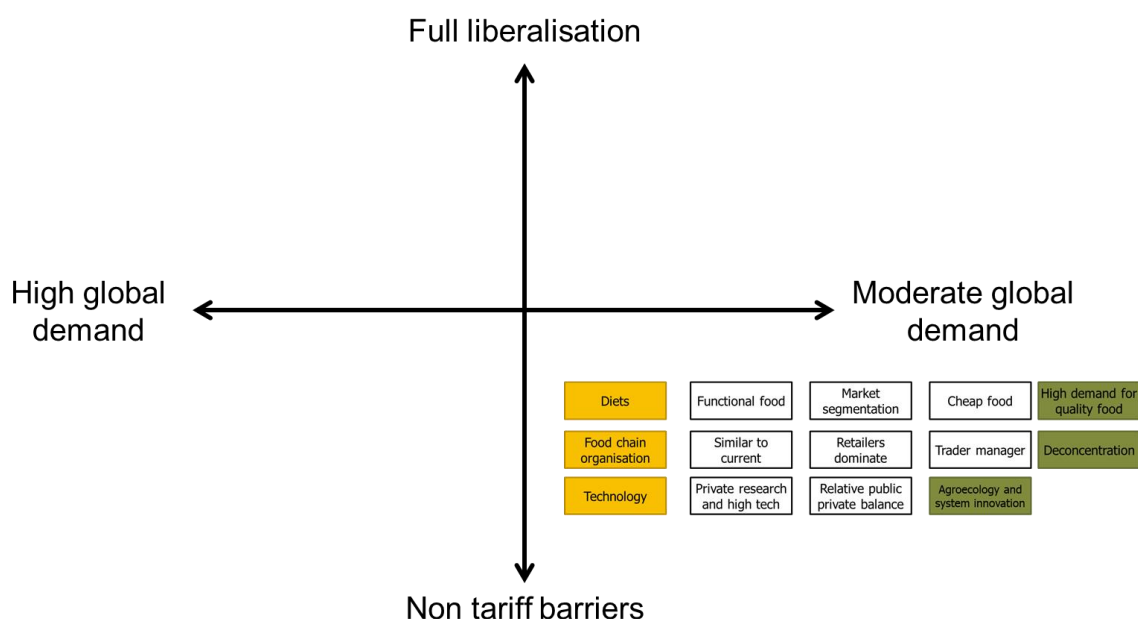 Full liberalisation
High global
demand
Moderate global
demand
Diets
Functional food
Market
segmentation
Cheap food
High demand for
quality food
Food chain
organisation
Similar to
current
Retailers
dominate
Trader manager
Deconcentration
Technology
Private research
and high tech
Relative public
private balance
Agroecology and
system innovation
Non tariff barriers